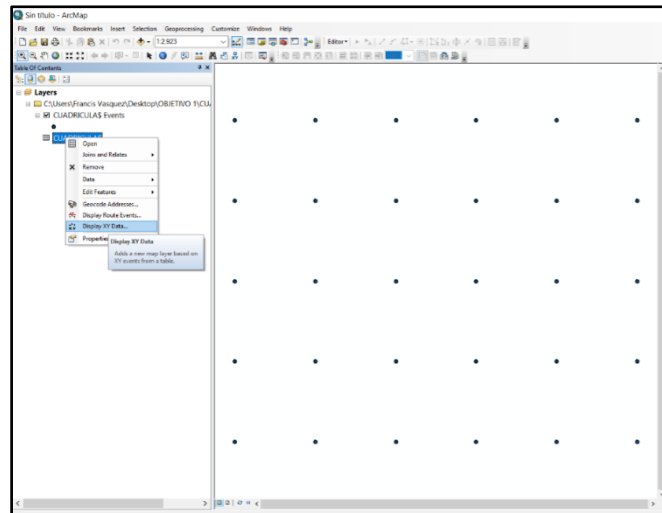 Sin título - ArcMap
File Edit View Bookmarks Insert Selection Geoprocessing Customize Windows Help
1:2,923
Editor
Table Of Contents
Layers
C:\Users\Francis Vasquez\Desktop\OBJETIVO 1\CU
CUADRICULA$ Events
CUADRICULA$
Open
Joins and Relates
Remove
Data
Edit Features
Geocode Addresses...
Display Route Events...
Display XY Data...
Properties
Display XY Data
Adds a new map layer based on
XY events from a table.